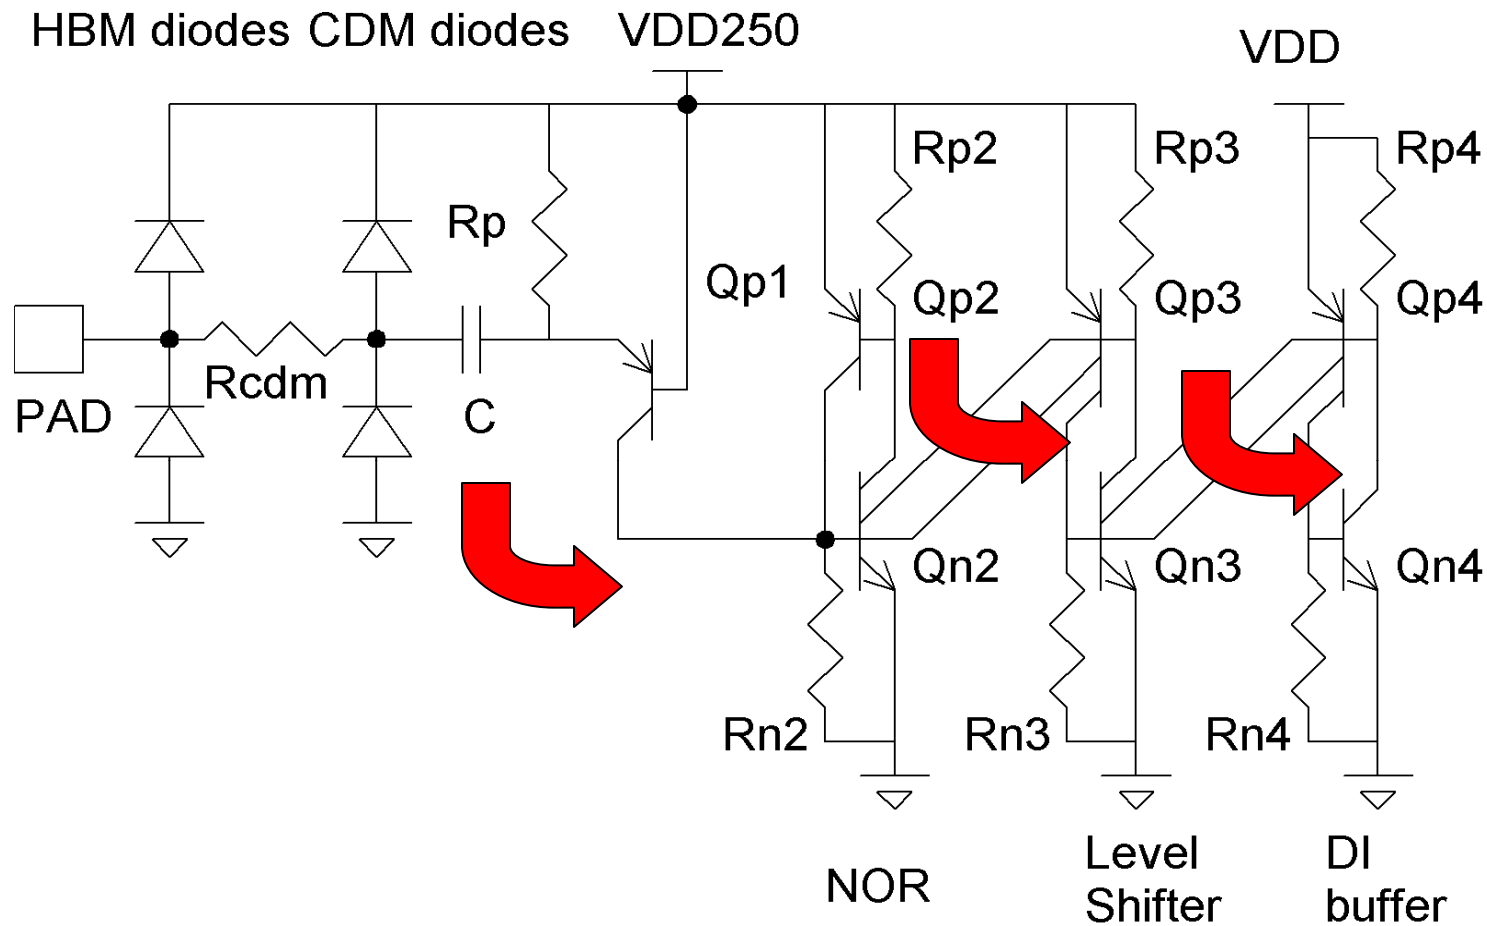 HBM diodes CDM diodes VDD250
VDD
Rp2 Rp3 Rp4
Rp
Qp1 Qp2 Qp3 Qp4
Rcdm
PAD C
Qn2 Qn3 Qn4
Rn2 Rn3 Rn4
NOR
Level
Shifter
DI
buffer